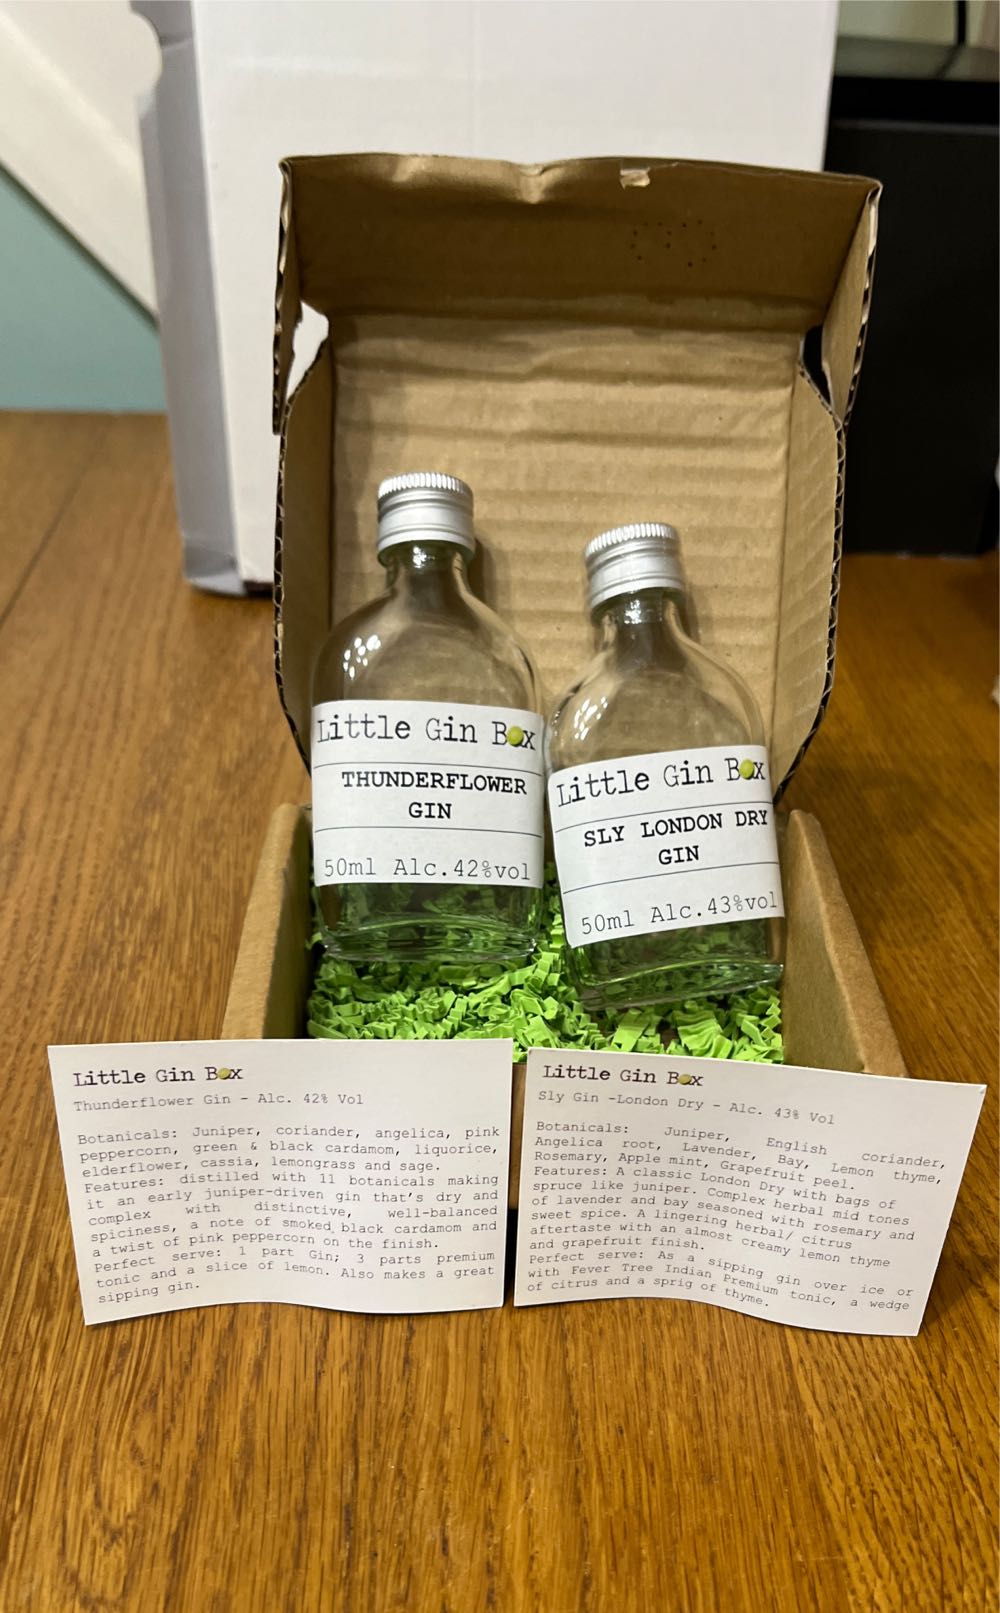 Little Gin Box
THUNDERFLOWER
GIN
50ml Alc.42%vol
Little Gin Box
SLY LONDON DRY
GIN
50ml Alc.43%vol
Little Gin Box
Thunderflower Gin - Alc. 42% Vol
Botanicals: Juniper, coriander, angelica, pink
peppercorn, green & black cardamom, liquorice,
elderflower, cassia, lemongrass and sage.
Features: distilled with 11 botanicals making
it an early juniper-driven gin that's dry and
complex with distinctive, well-balanced
spiciness, a note of smoked black cardamom and
a twist of pink peppercorn on the finish.
Perfect serve: 1 part Gin; 3 parts premium
tonic and a slice of lemon. Also makes a great
sipping gin.
Little Gin Box
Sly Gin -London Dry - Alc. 43% Vol
Botanicals: Juniper, English coriander,
Angelica root, Lavender, Bay, Lemon thyme,
Rosemary, Apple mint, Grapefruit peel.
Features: A classic London Dry with bags of
spruce like juniper. Complex herbal mid tones
of lavender and bay seasoned with rosemary and
sweet spice. A lingering herbal/ citrus
aftertaste with an almost creamy lemon thyme
and grapefruit finish.
Perfect serve: As a sipping gin over ice or
with Fever Tree Indian Premium tonic, a wedge
of citrus and a sprig of thyme.